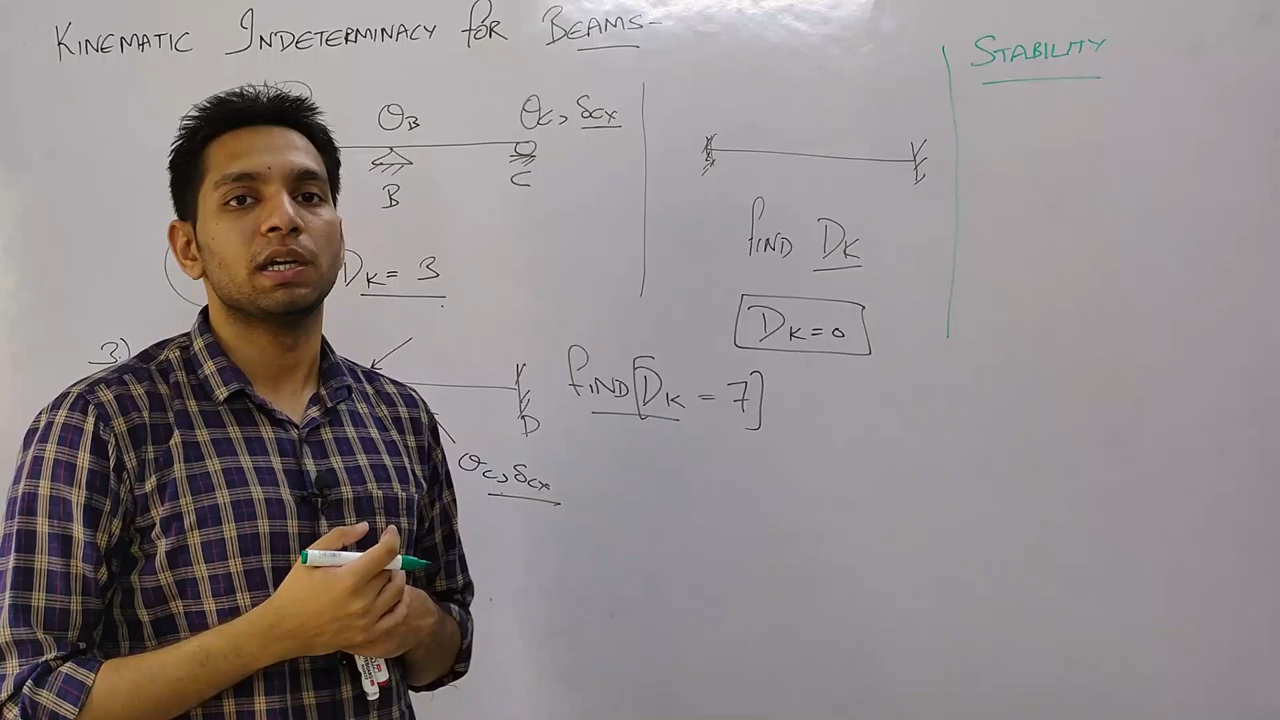 KINEMATIC INDETERMINACY for BEAMS-
STABILITY
θB
θC, δCx
B
C
DK = 3
fIND DK
DK = 0
3.)
D
fIND [DK = 7]
θC, δCx